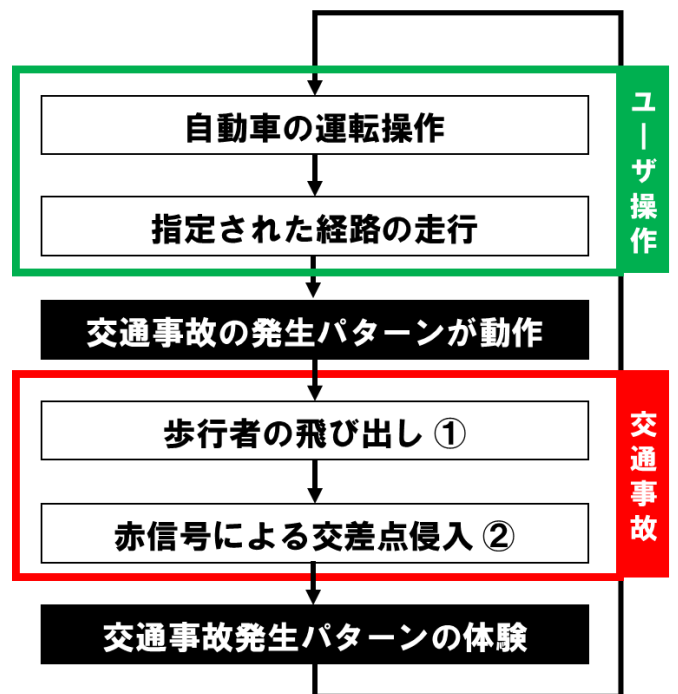 自動車の運転操作
指定された経路の走行
ユーザ操作
交通事故の発生パターンが動作
歩行者の飛び出し ①
赤信号による交差点侵入 ②
交通事故
交通事故発生パターンの体験